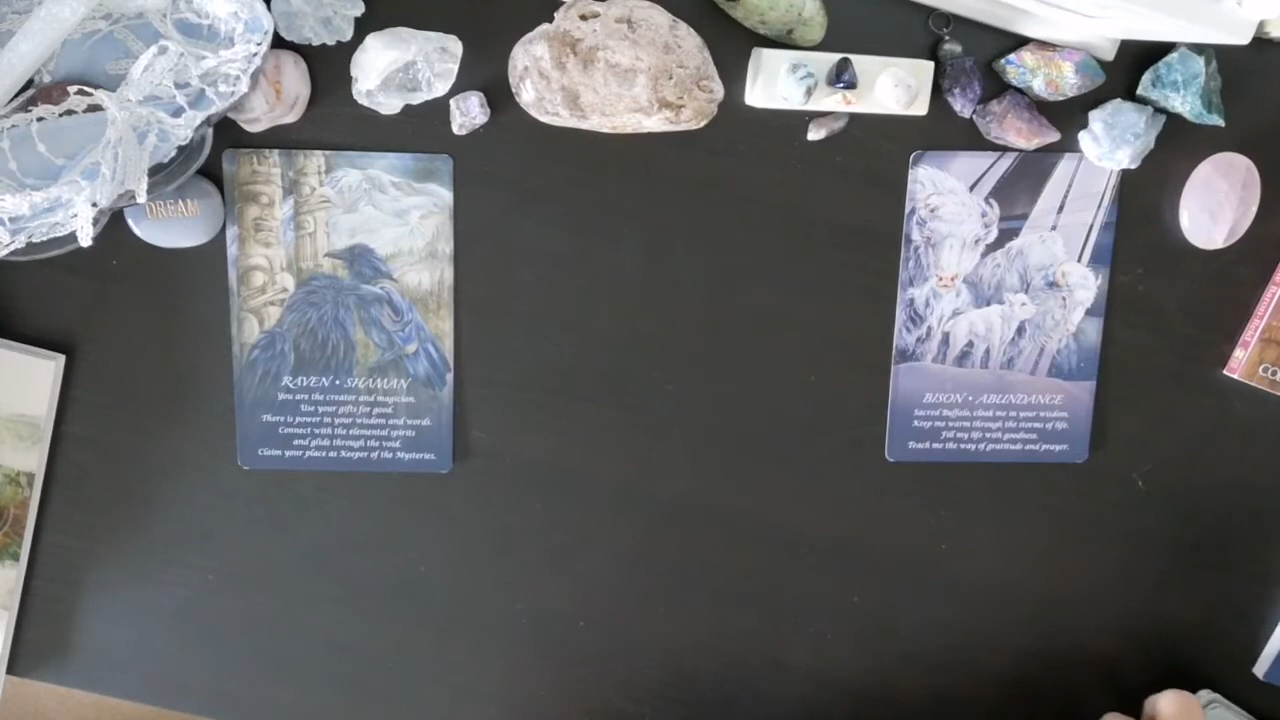 DREAM
RAVEN • SHAMAN
You are the creator and magician.
Use your gifts for good.
There is power in your wisdom and words.
Connect with the elemental spirits
and glide through the void.
Claim your place as Keeper of the Mysteries.
BISON • ABUNDANCE
Sacred Buffalo, cloak me in your wisdom.
Keep me warm through the storms of life.
Fill my life with goodness.
Teach me the way of gratitude and prayer.